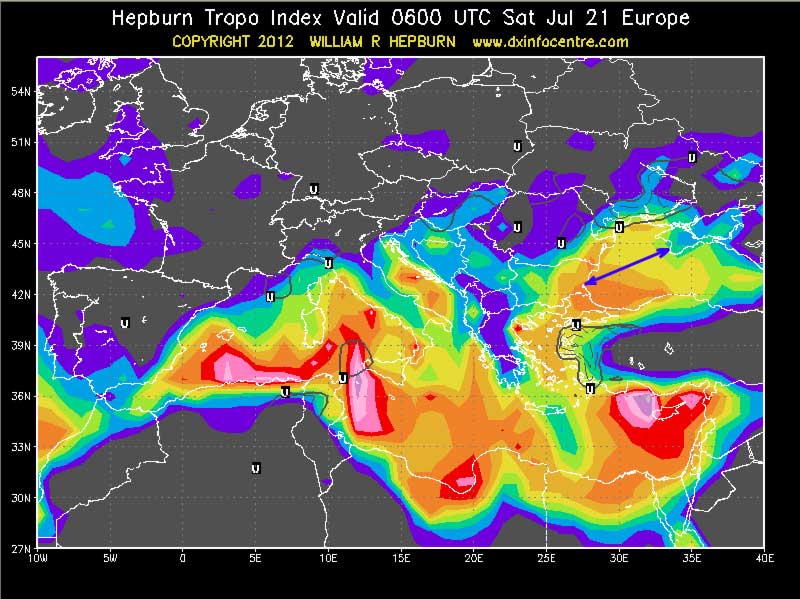 Hepburn Tropo Index Valid 0600 UTC Sat Jul 21 Europe
COPYRIGHT 2012 WILLIAM R HEPBURN www.dxinfocentre.com
54N
51N
U
U
48N
U
U
U
U
45N
U
42N
U
U
U
39N
U
36N
U
U
33N
U
30N
27N
10W 5W 0 5E 10E 15E 20E 25E 30E 35E 40E